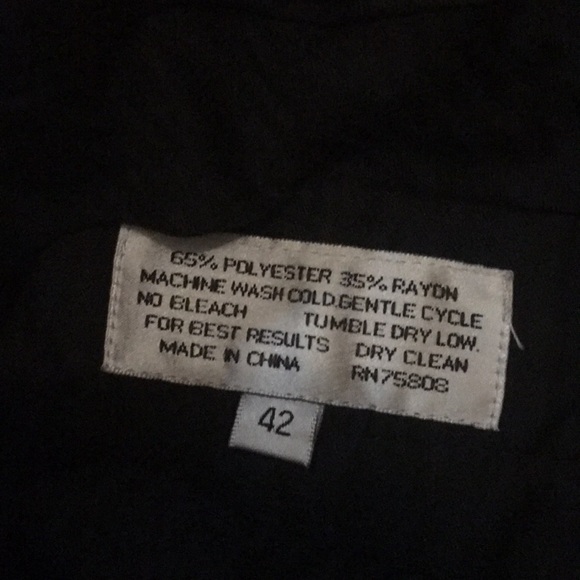 65% POLYESTER 35% RAYON
MACHINE WASH COLD.GENTLE CYCLE
NO BLEACH TUMBLE DRY LOW.
FOR BEST RESULTS DRY CLEAN
MADE IN CHINA RN75808
42